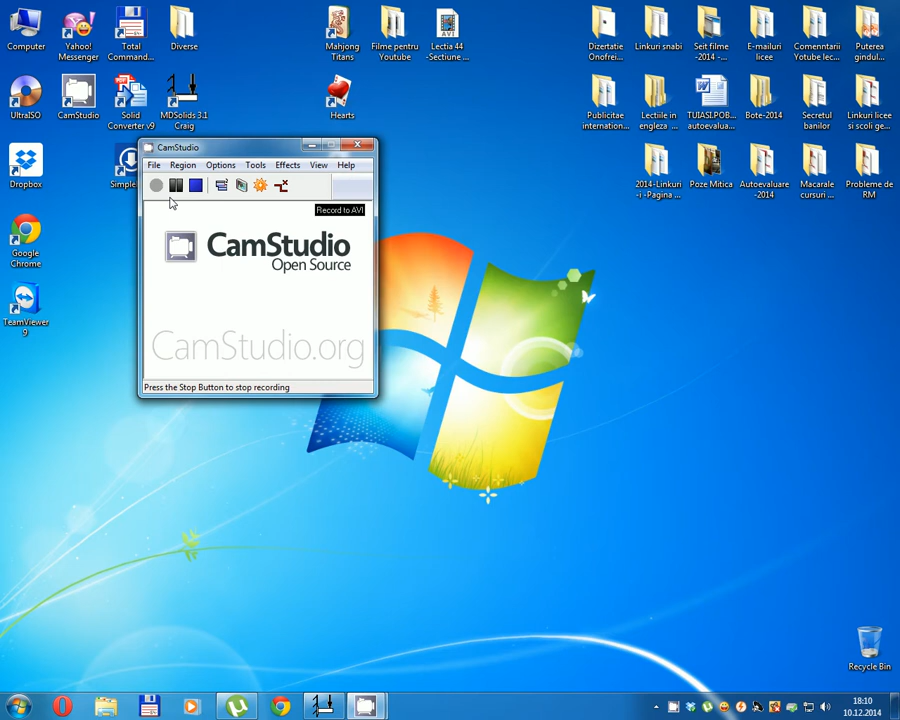 Computer
Yahoo!
Messenger
Total
Command...
Diverse
Mahjong
Titans
Filme pentru
Youtube
Lectia 44
-Sectiune ...
Dizertatie
Onofrei...
Linkuri snabi
Seit filme
-2014 -...
E-mailuri
licee
Comenntarii
Yotube lec...
Puterea
gindul...
UltraISO
CamStudio
Solid
Converter v9
MDSolids 3.1
Craig
Hearts
Publicitae
internation...
Lectiile in
engleza ...
TUIASI.POB...
autoevalua...
Bote-2014
Secretul
banilor
Linkuri licee
si scoli ge...
Dropbox
Simple
2014-Linkuri
-i -Pagina ...
Poze Mitica
Autoevaluare
-2014
Macarale
cursuri ...
Probleme de
RM
Google
Chrome
TeamViewer
9
CamStudio
File Region Options Tools Effects View Help
Record to AVI
CamStudio
Open Source
CamStudio.org
Press the Stop Button to stop recording
Recycle Bin
18:10
10.12.2014